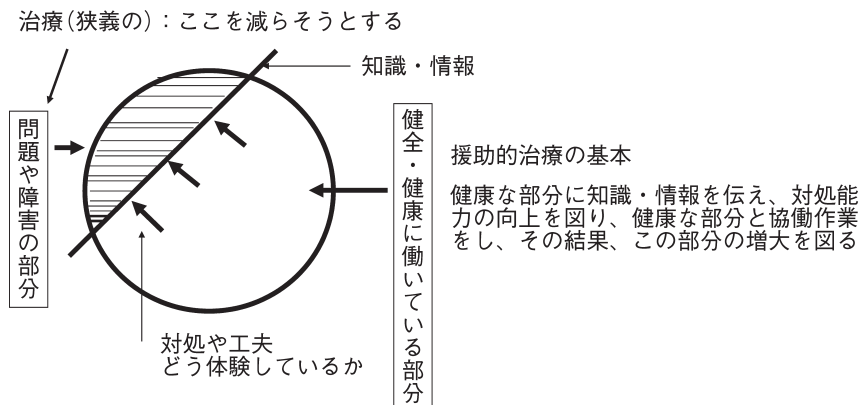 治療（狭義の）：ここを減らそうとする
知識・情報
問題や障害の部分
健全・健康に働いている部分
援助的治療の基本
健康な部分に知識・情報を伝え、対処能
力の向上を図り、健康な部分と協働作業
をし、その結果、この部分の増大を図る
対処や工夫
どう体験しているか